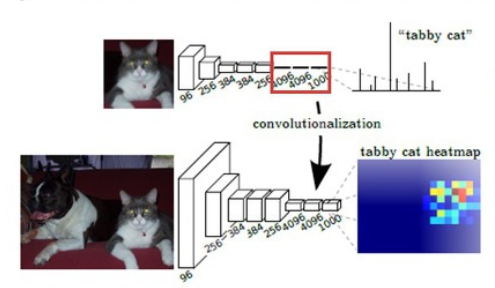 "tabby cat"
96 256 384 384 256 4096 4096 1000
convolutionalization
tabby cat heatmap
96 256 384 384 256 4096 4096 1000